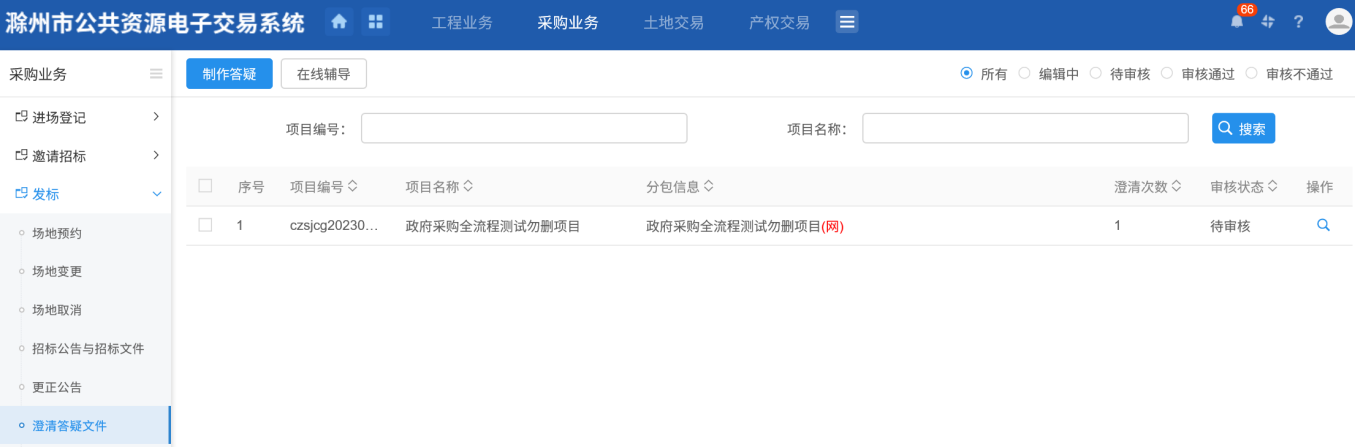 滁州市公共资源电子交易系统 工程业务 采购业务 土地交易 产权交易 66 ?
采购业务 制作答疑 在线辅导 所有 编辑中 待审核 审核通过 审核不通过
进场登记
项目编号: 项目名称: 搜索
邀请招标
序号 项目编号 项目名称 分包信息 澄清次数 审核状态 操作
发标
1 czsjcg20230... 政府采购全流程测试勿删项目 政府采购全流程测试勿删项目(网) 1 待审核
场地预约
场地变更
场地取消
招标公告与招标文件
更正公告
澄清答疑文件